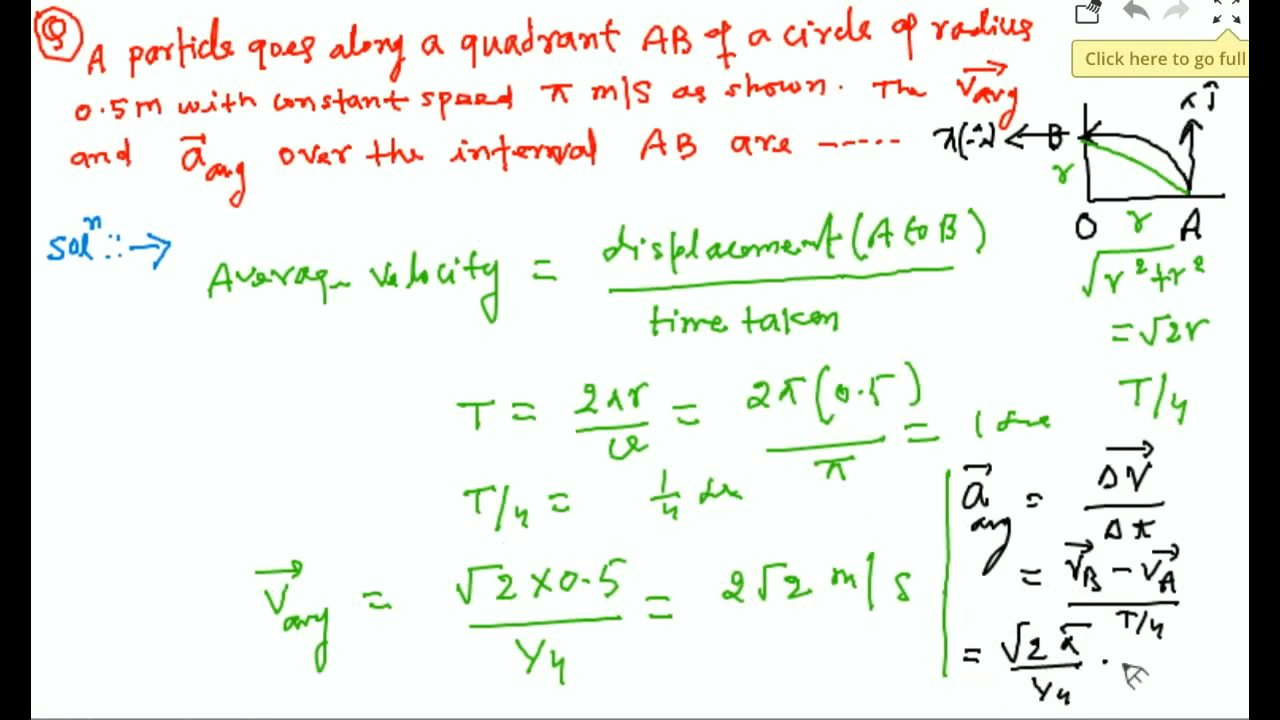 Q A particle goes along a quadrant AB of a circle of radius
0.5m with constant speed π m/s as shown. The v⃗avg
and a⃗avg over the interval AB are -----
Click here to go full
π ĵ
π(-î) ← B
r
O r A
√r²+r²
= √2r
T/4
Solⁿ :: →
Average velocity = displacement (A to B) / time taken
T = 2πr / v = 2π(0.5) / π = 1 sec
T/4 = 1/4 sec
v⃗avg = √2 × 0.5 / 1/4 = 2√2 m/s
a⃗avg = Δv⃗ / Δt
= v⃗B - v⃗A / T/4
= √2 π / 1/4 .